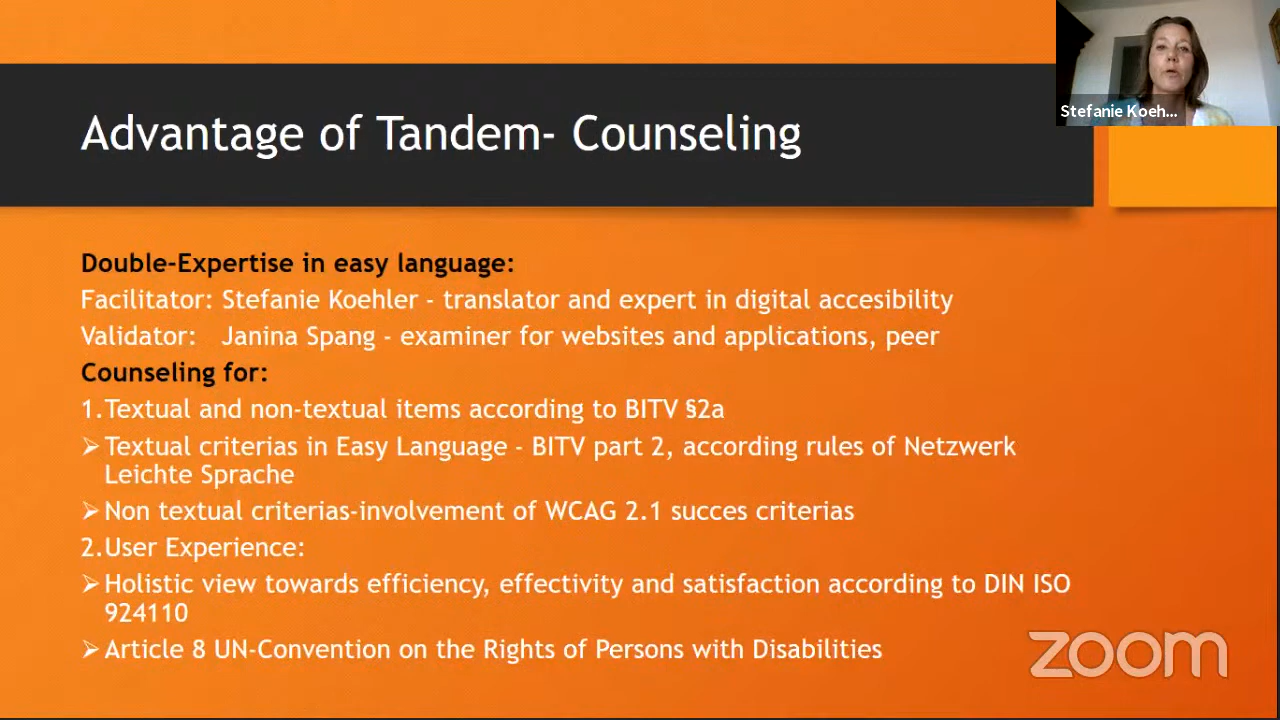 Stefanie Koeh...
Advantage of Tandem- Counseling
Double-Expertise in easy language:
Facilitator: Stefanie Koehler - translator and expert in digital accesibility
Validator: Janina Spang - examiner for websites and applications, peer
Counseling for:
1.Textual and non-textual items according to BITV §2a
➢Textual criterias in Easy Language - BITV part 2, according rules of Netzwerk
Leichte Sprache
➢Non textual criterias-involvement of WCAG 2.1 succes criterias
2.User Experience:
➢Holistic view towards efficiency, effectivity and satisfaction according to DIN ISO
924110
➢Article 8 UN-Convention on the Rights of Persons with Disabilities
zoom